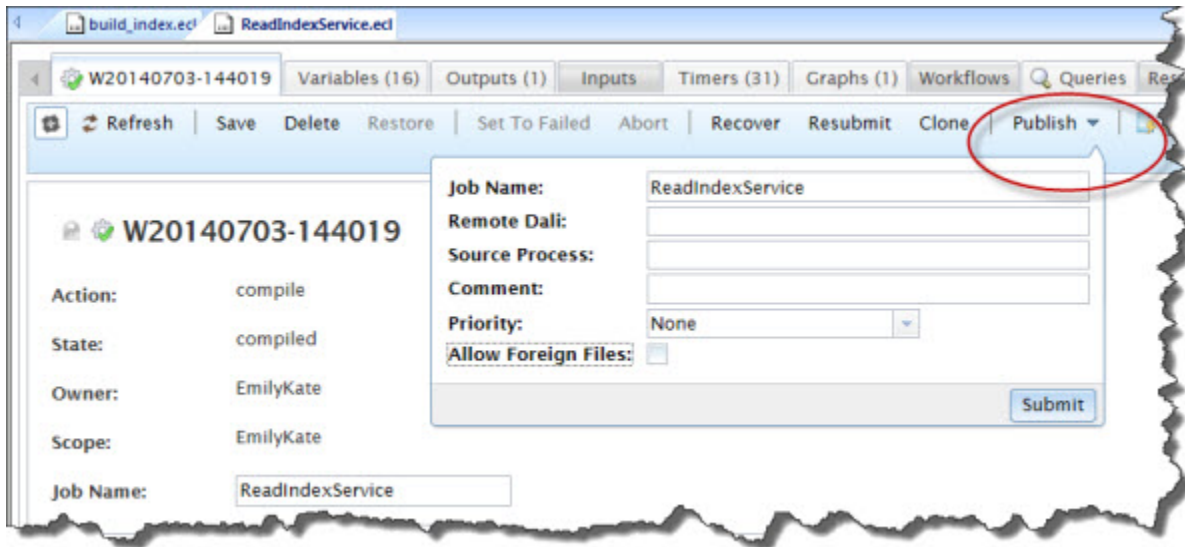 build_index.ecl ReadIndexService.ecl
W20140703-144019 Variables (16) Outputs (1) Inputs Timers (31) Graphs (1) Workflows Queries Res
Refresh Save Delete Restore Set To Failed Abort Recover Resubmit Clone Publish
Job Name: ReadIndexService
Remote Dali:
Source Process:
Comment:
Priority: None
Allow Foreign Files:
Submit
W20140703-144019
Action: compile
State: compiled
Owner: EmilyKate
Scope: EmilyKate
Job Name: ReadIndexService